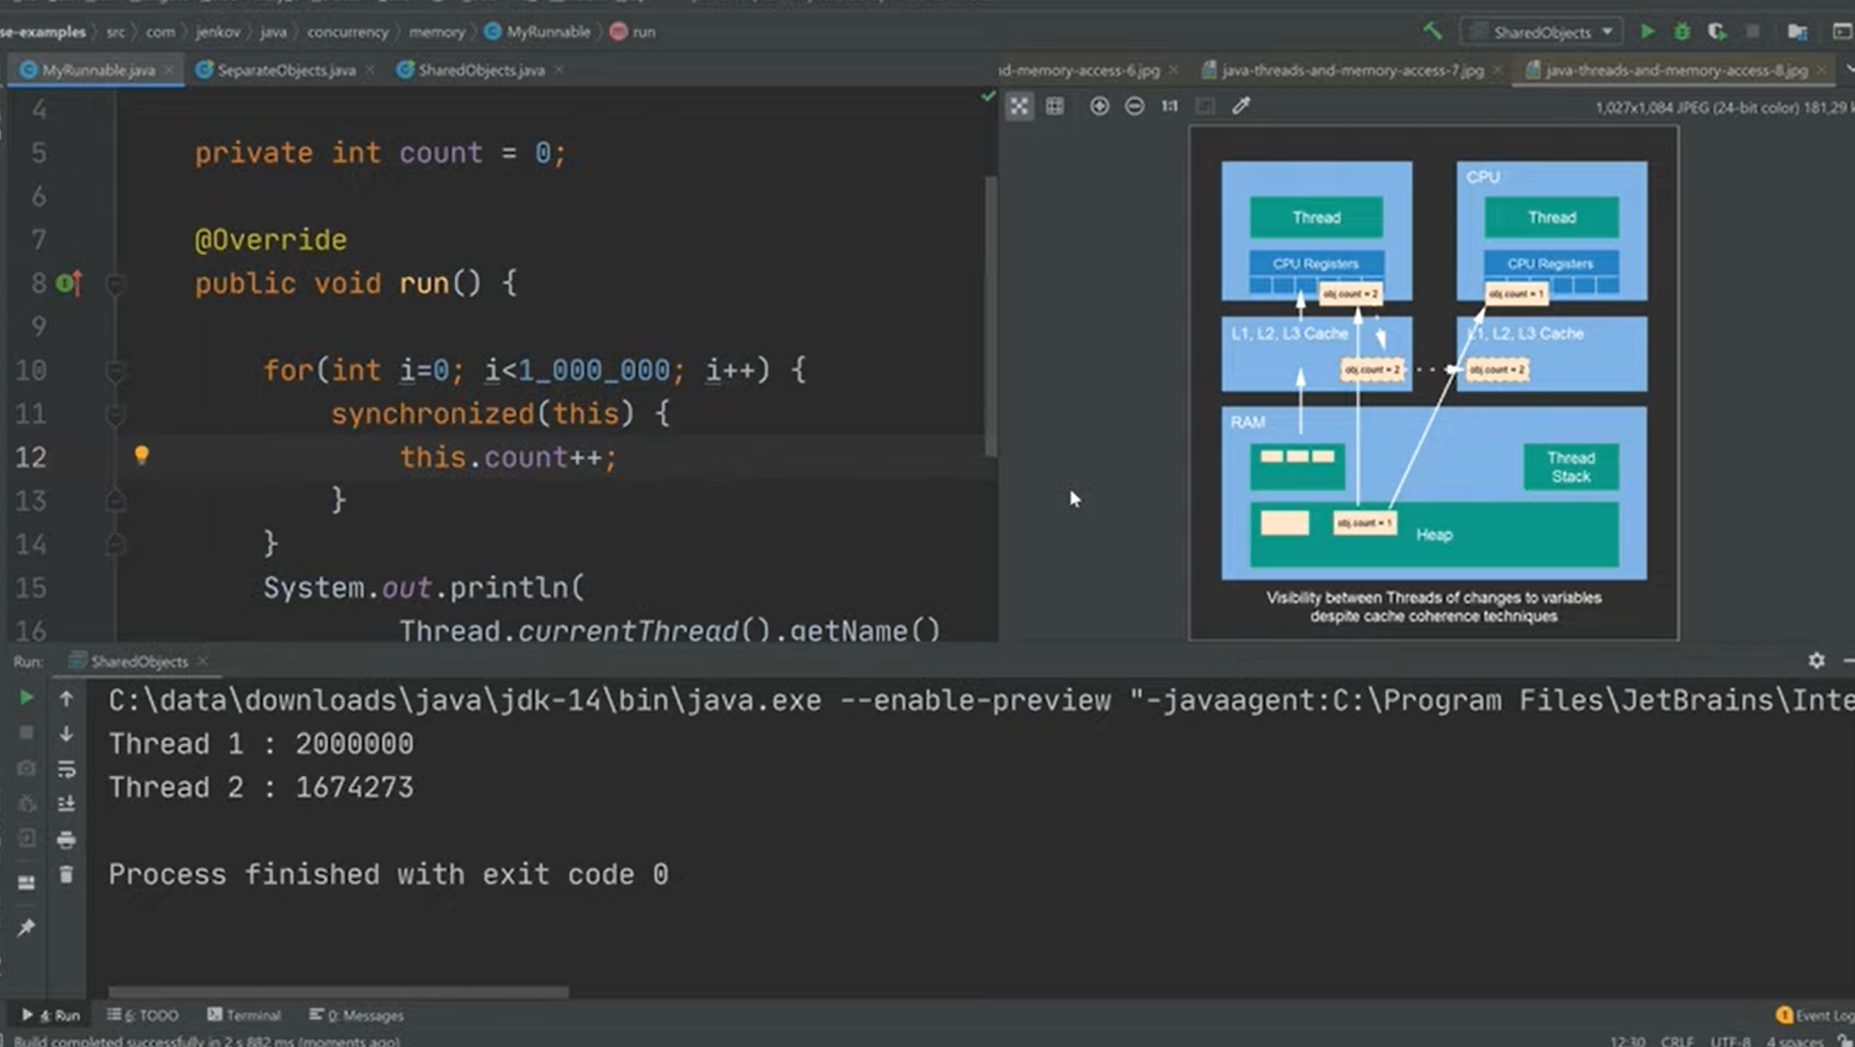 se-examples src com jenkov java concurrency memory MyRunnable run
SharedObjects
MyRunnable.java SeparateObjects.java SharedObjects.java
d-memory-access-6.jpg java-threads-and-memory-access-7.jpg java-threads-and-memory-access-8.jpg
1:1 1,027x1,084 JPEG (24-bit color) 181,29 k
4
5 private int count = 0;
6
7 @Override
8 public void run() {
9
10 for(int i=0; i<1_000_000; i++) {
11 synchronized(this) {
12 this.count++;
13 }
14 }
15 System.out.println(
16 Thread.currentThread().getName()
CPU
Thread Thread
CPU Registers CPU Registers
obj.count = 2 obj.count = 1
L1, L2, L3 Cache L1, L2, L3 Cache
obj.count = 2 obj.count = 2
RAM
Thread
Stack
obj.count = 1
Heap
Visibility between Threads of changes to variables
despite cache coherence techniques
Run: SharedObjects
C:\data\downloads\java\jdk-14\bin\java.exe --enable-preview "-javaagent:C:\Program Files\JetBrains\Inte
Thread 1 : 2000000
Thread 2 : 1674273
Process finished with exit code 0
4: Run 6: TODO Terminal 0: Messages
1 Event Log
Build completed successfully in 2 s 882 ms (moments ago)
12:30 CRLF UTF-8 4 spaces